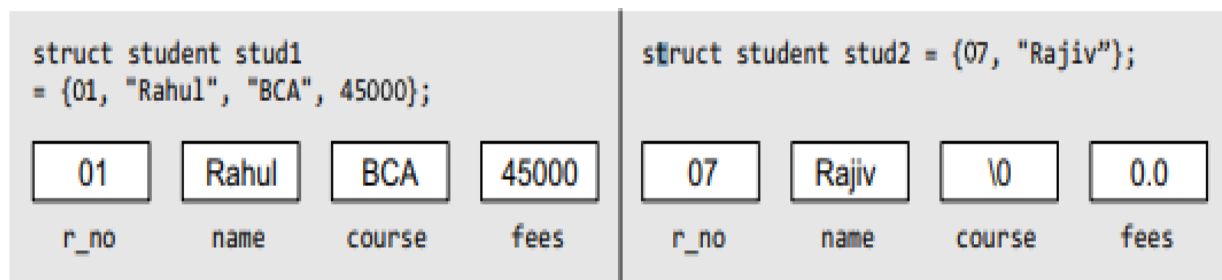 struct student stud1
= {01, "Rahul", "BCA", 45000};
01 Rahul BCA 45000
r_no name course fees
struct student stud2 = {07, "Rajiv”};
07 Rajiv \0 0.0
r_no name course fees